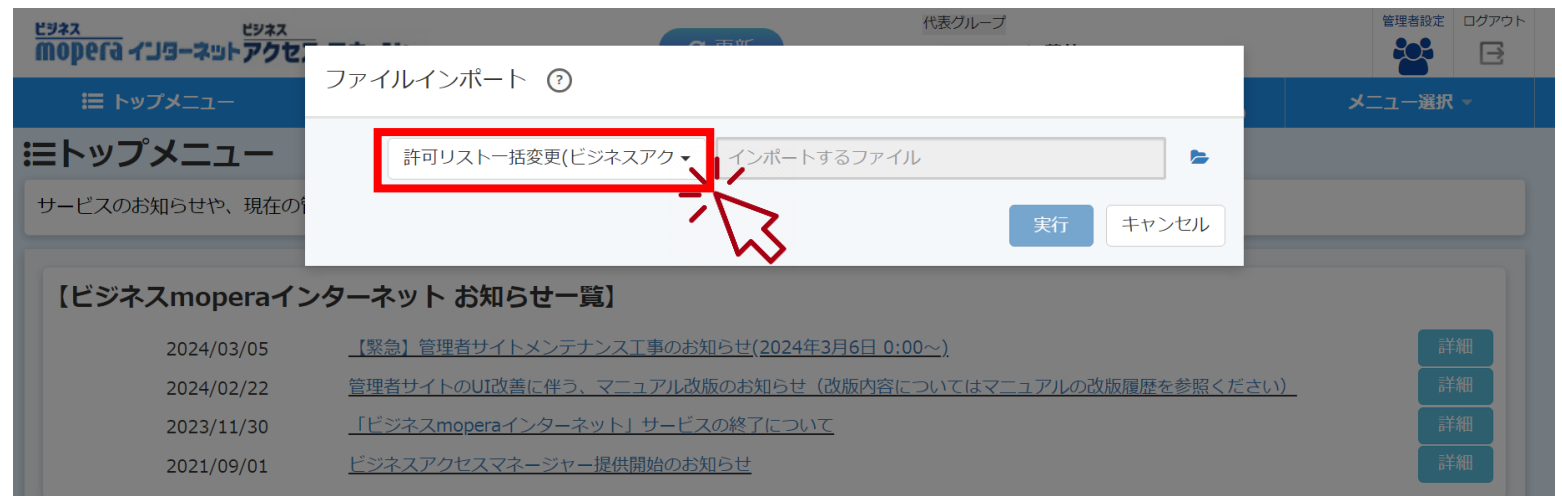 ビジネス
mopera インターネット
ビジネス
アクセス
更新
代表グループ
管理者設定
ログアウト
トップメニュー
メニュー選択
ファイルインポート ?
許可リスト一括変更(ビジネスアク
インポートするファイル
実行
キャンセル
トップメニュー
サービスのお知らせや、現在の
【ビジネスmoperaインターネット お知らせ一覧】
2024/03/05 【緊急】管理者サイトメンテナンス工事のお知らせ(2024年3月6日 0:00～) 詳細
2024/02/22 管理者サイトのUI改善に伴う、マニュアル改版のお知らせ（改版内容についてはマニュアルの改版履歴を参照ください） 詳細
2023/11/30 「ビジネスmoperaインターネット」サービスの終了について 詳細
2021/09/01 ビジネスアクセスマネージャー提供開始のお知らせ 詳細